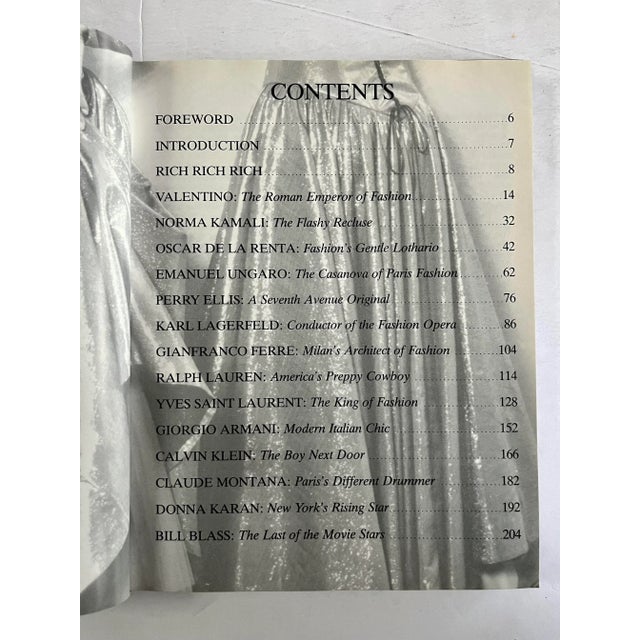 CONTENTS
FOREWORD 6
INTRODUCTION 7
RICH RICH RICH 8
VALENTINO: The Roman Emperor of Fashion 14
NORMA KAMALI: The Flashy Recluse 32
OSCAR DE LA RENTA: Fashion's Gentle Lothario 42
EMANUEL UNGARO: The Casanova of Paris Fashion 62
PERRY ELLIS: A Seventh Avenue Original 76
KARL LAGERFELD: Conductor of the Fashion Opera 86
GIANFRANCO FERRE: Milan's Architect of Fashion 104
RALPH LAUREN: America's Preppy Cowboy 114
YVES SAINT LAURENT: The King of Fashion 128
GIORGIO ARMANI: Modern Italian Chic 152
CALVIN KLEIN: The Boy Next Door 166
CLAUDE MONTANA: Paris's Different Drummer 182
DONNA KARAN: New York's Rising Star 192
BILL BLASS: The Last of the Movie Stars 204